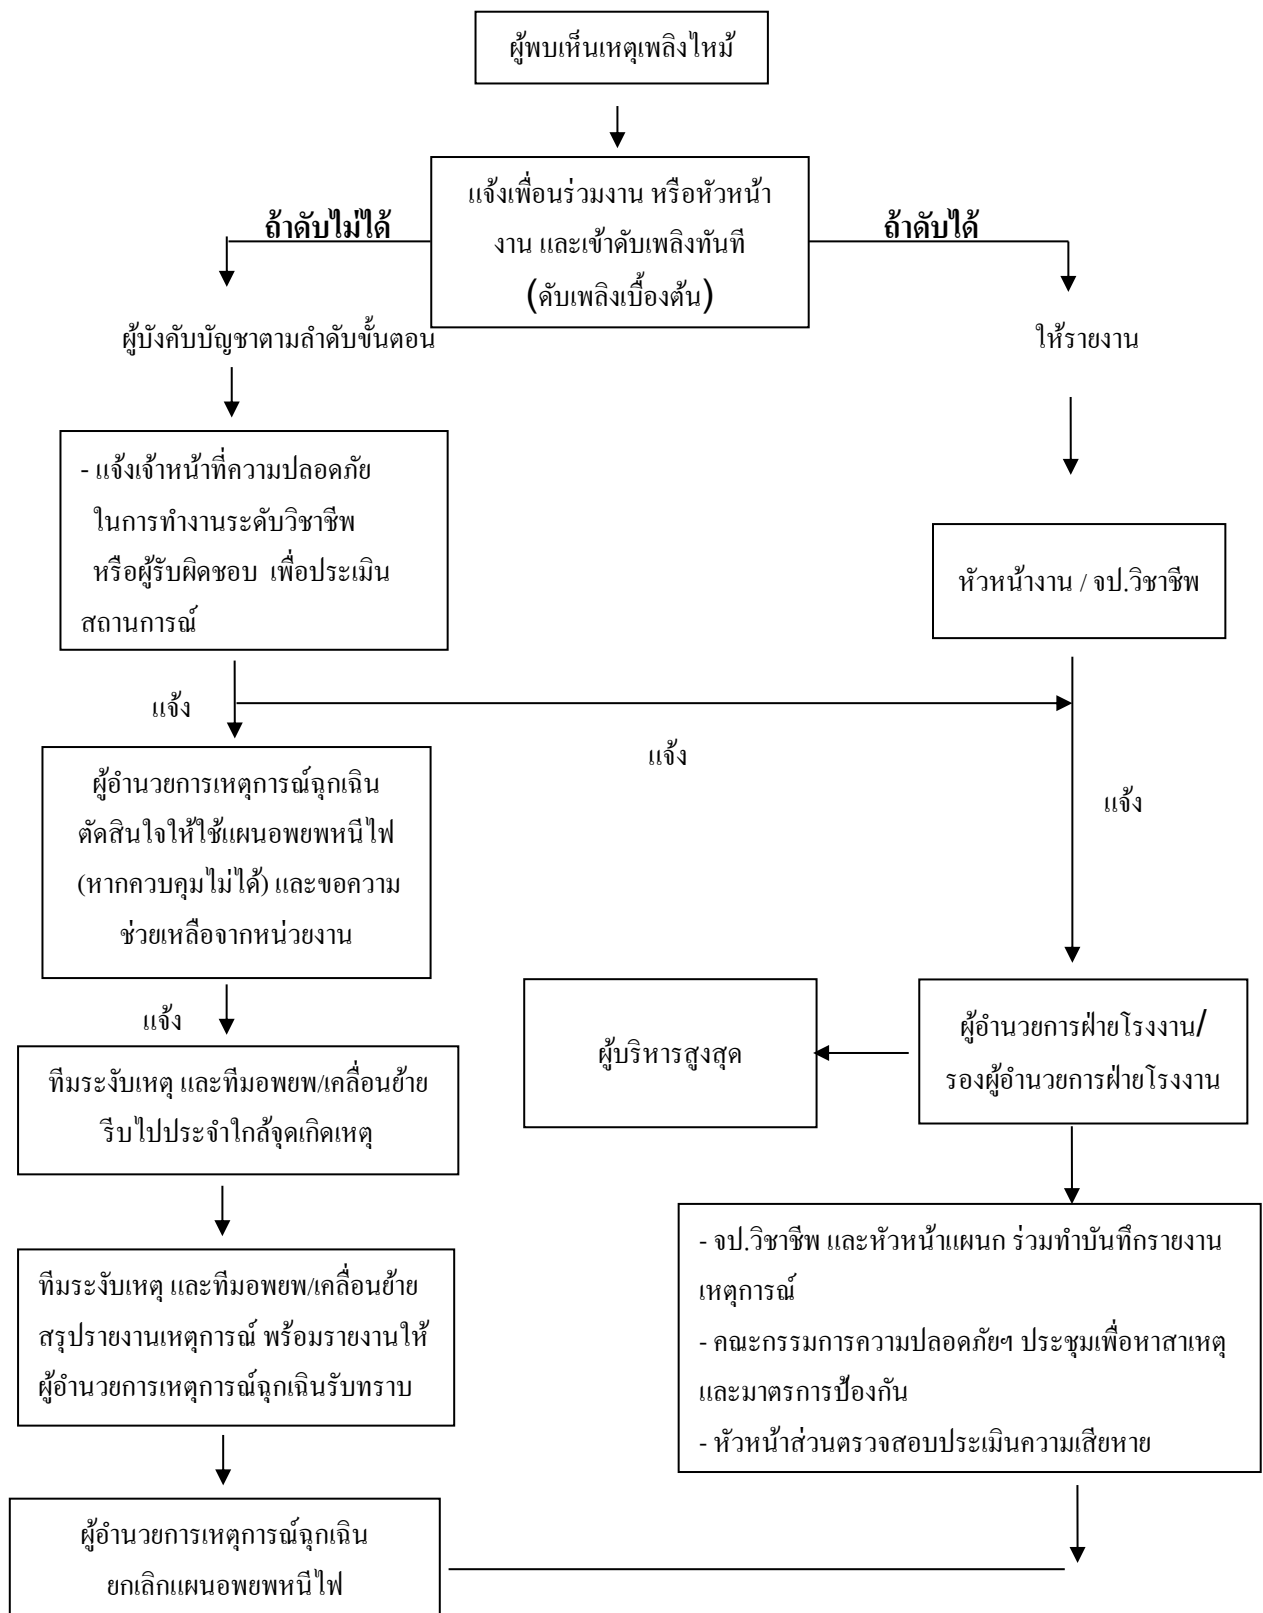 ผู้พบเห็นเหตุเพลิงไหม้
แจ้งเพื่อนร่วมงาน หรือหัวหน้า
งาน และเข้าดับเพลิงทันที
(ดับเพลิงเบื้องต้น)
ถ้าดับไม่ได้
ถ้าดับได้
ผู้บังคับบัญชาตามลำดับขั้นตอน
ให้รายงาน
- แจ้งเจ้าหน้าที่ความปลอดภัย
ในการทำงานระดับวิชาชีพ
หรือผู้รับผิดชอบ เพื่อประเมิน
สถานการณ์
หัวหน้างาน / จป.วิชาชีพ
แจ้ง
แจ้ง
แจ้ง
ผู้อำนวยการเหตุการณ์ฉุกเฉิน
ตัดสินใจให้ใช้แผนอพยพหนีไฟ
(หากควบคุมไม่ได้) และขอความ
ช่วยเหลือจากหน่วยงาน
แจ้ง
ผู้บริหารสูงสุด
ผู้อำนวยการฝ่ายโรงงาน/
รองผู้อำนวยการฝ่ายโรงงาน
ทีมระงับเหตุ และทีมอพยพ/เคลื่อนย้าย
รีบไปประจำใกล้จุดเกิดเหตุ
- จป.วิชาชีพ และหัวหน้าแผนก ร่วมทำบันทึกรายงาน
เหตุการณ์
- คณะกรรมการความปลอดภัยฯ ประชุมเพื่อหาสาเหตุ
และมาตรการป้องกัน
- หัวหน้าส่วนตรวจสอบประเมินความเสียหาย
ทีมระงับเหตุ และทีมอพยพ/เคลื่อนย้าย
สรุปรายงานเหตุการณ์ พร้อมรายงานให้
ผู้อำนวยการเหตุการณ์ฉุกเฉินรับทราบ
ผู้อำนวยการเหตุการณ์ฉุกเฉิน
ยกเลิกแผนอพยพหนีไฟ